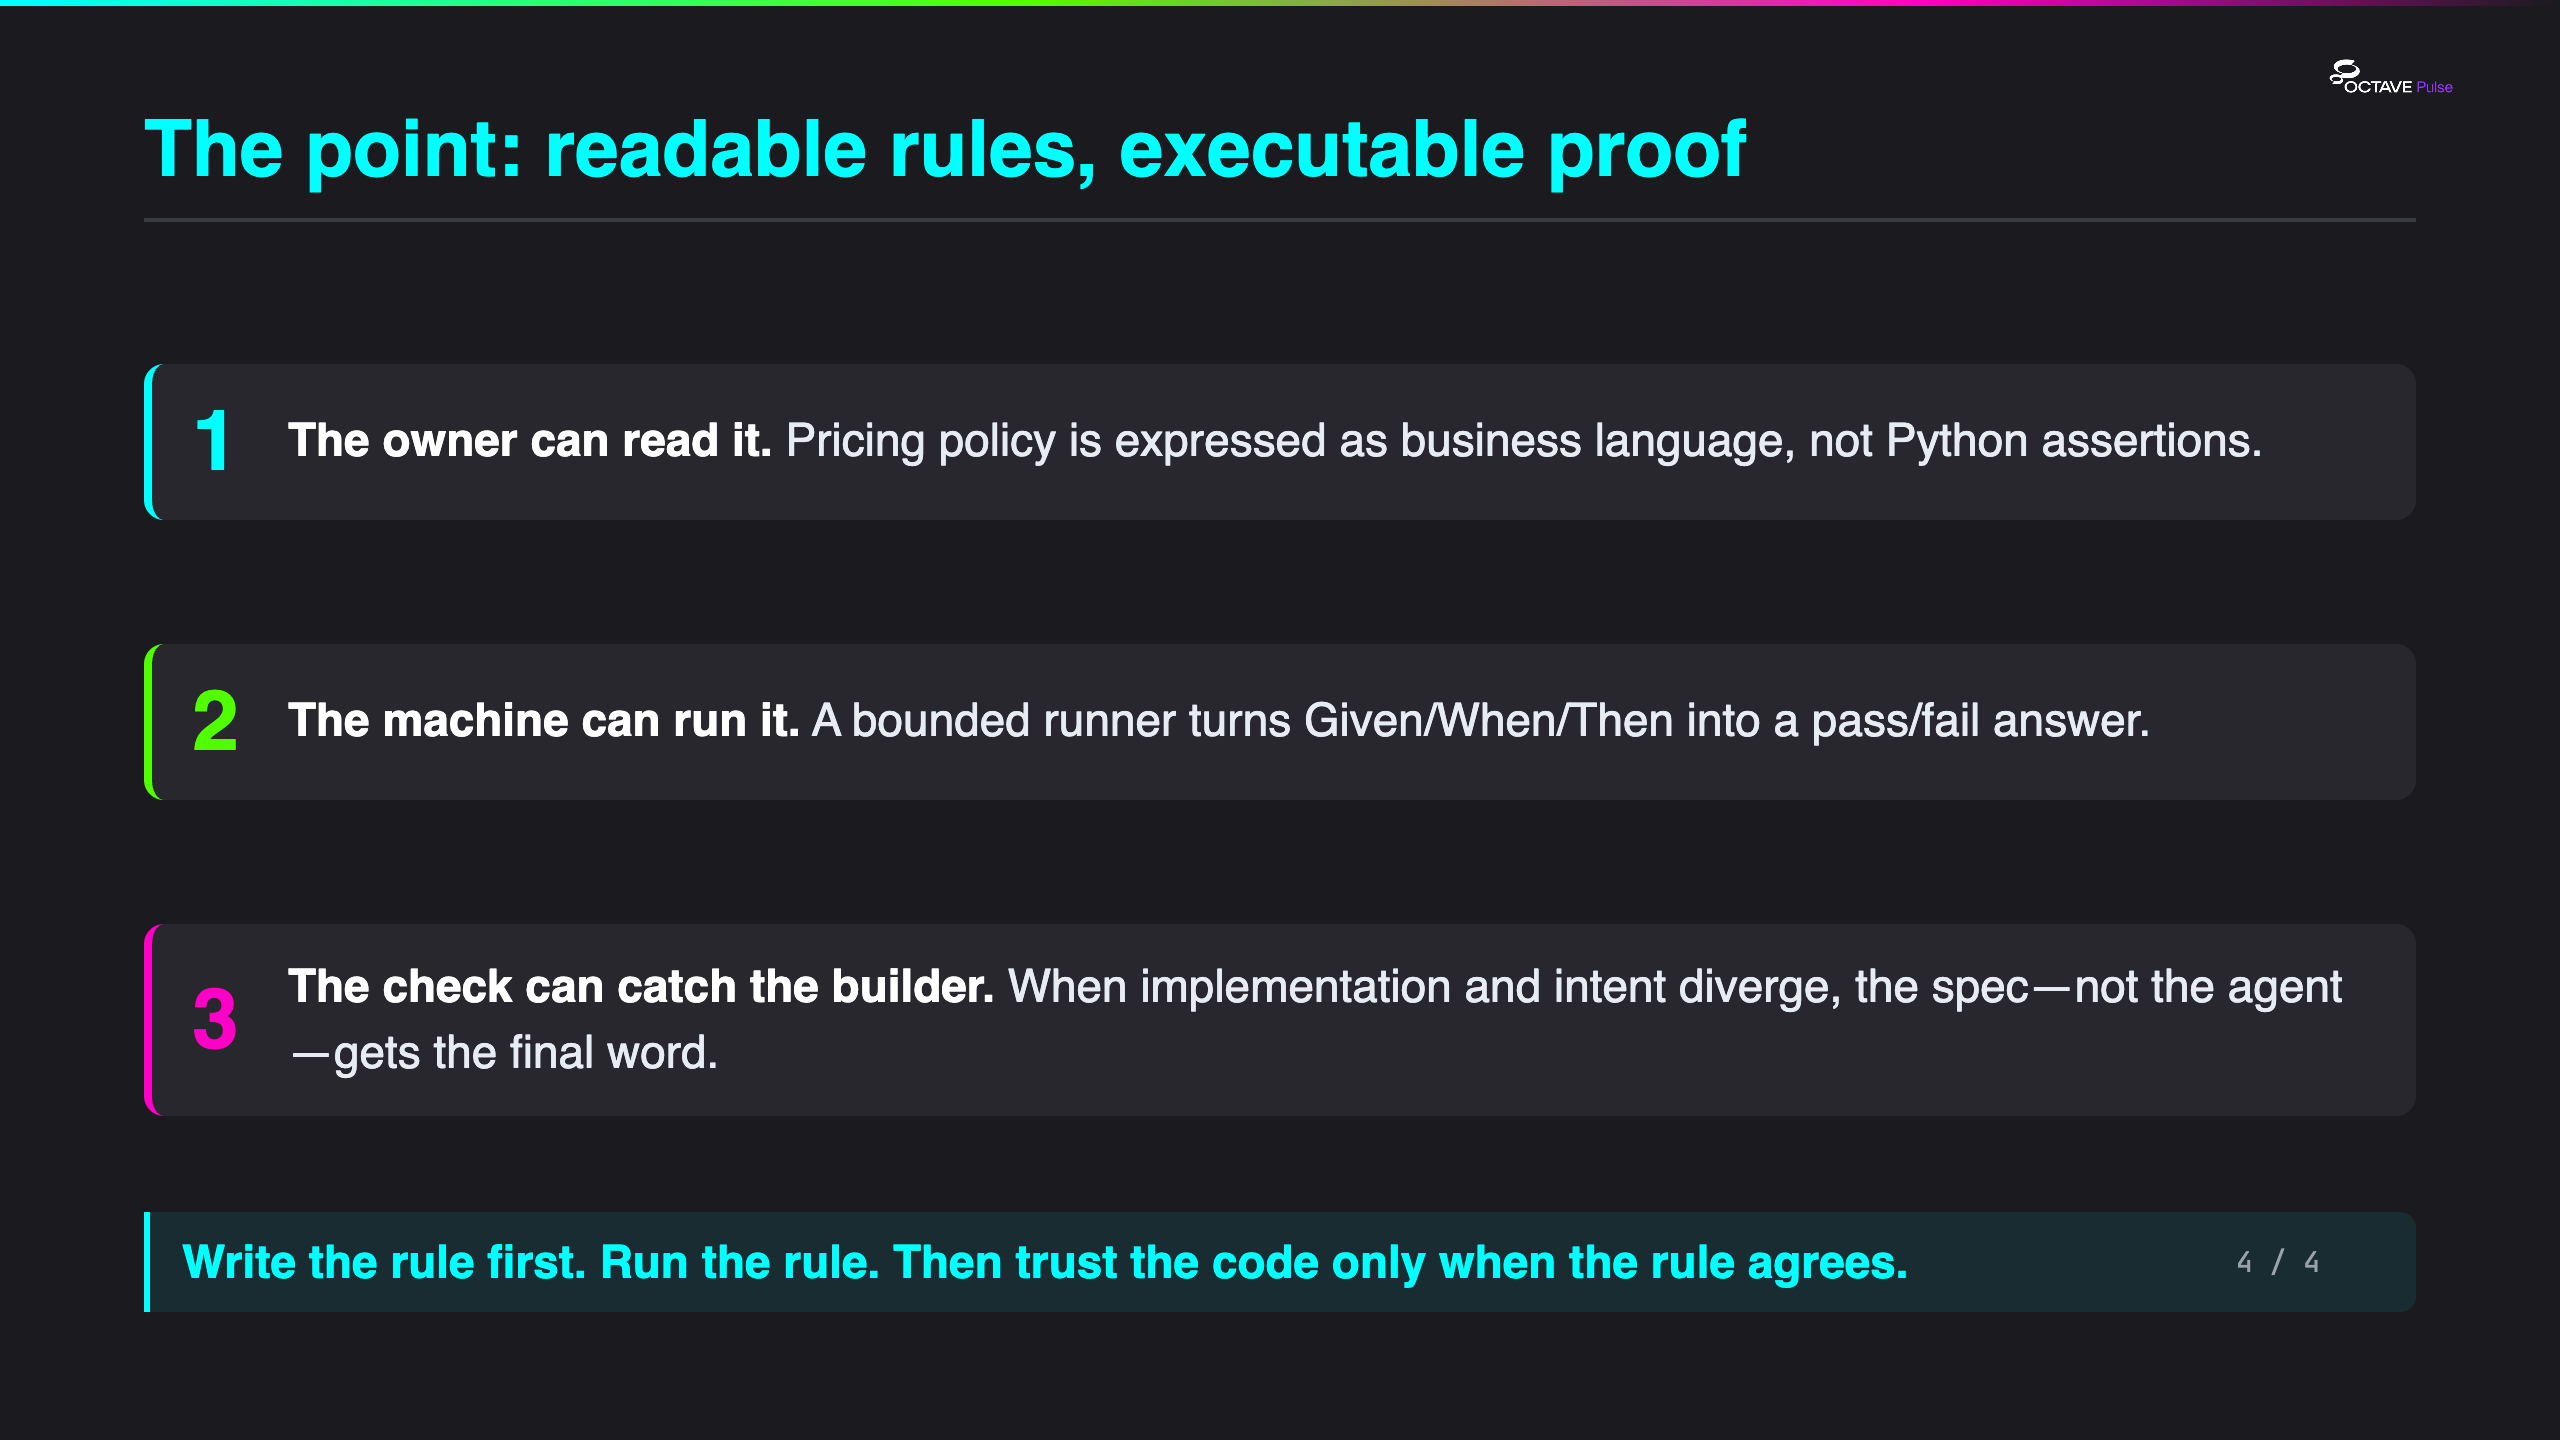 OCTAVE Pulse
The point: readable rules, executable proof
1
The owner can read it. Pricing policy is expressed as business language, not Python assertions.
2
The machine can run it. A bounded runner turns Given/When/Then into a pass/fail answer.
3
The check can catch the builder. When implementation and intent diverge, the spec—not the agent
—gets the final word.
Write the rule first. Run the rule. Then trust the code only when the rule agrees.
4 / 4